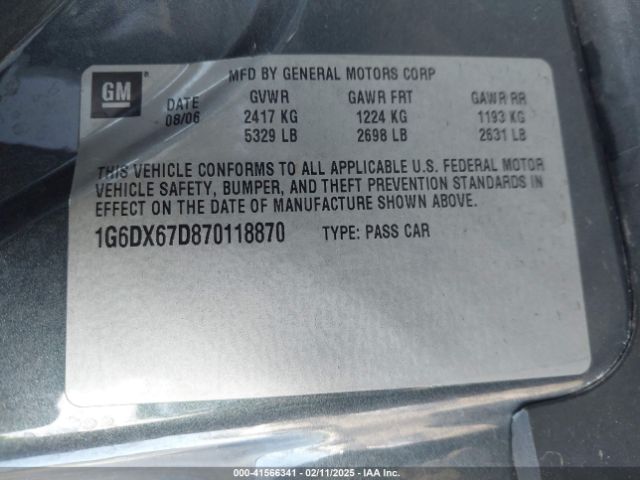 MFD BY GENERAL MOTORS CORP
GM DATE GVWR GAWR FRT GAWR RR
08/06 2417 KG 1224 KG 1193 KG
5329 LB 2698 LB 2631 LB
THIS VEHICLE CONFORMS TO ALL APPLICABLE U.S. FEDERAL MOTOR
VEHICLE SAFETY, BUMPER, AND THEFT PREVENTION STANDARDS IN
EFFECT ON THE DATE OF MANUFACTURE SHOWN ABOVE.
1G6DX67D870118870 TYPE: PASS CAR
000-41566341 - 02/11/2025 - IAA Inc.